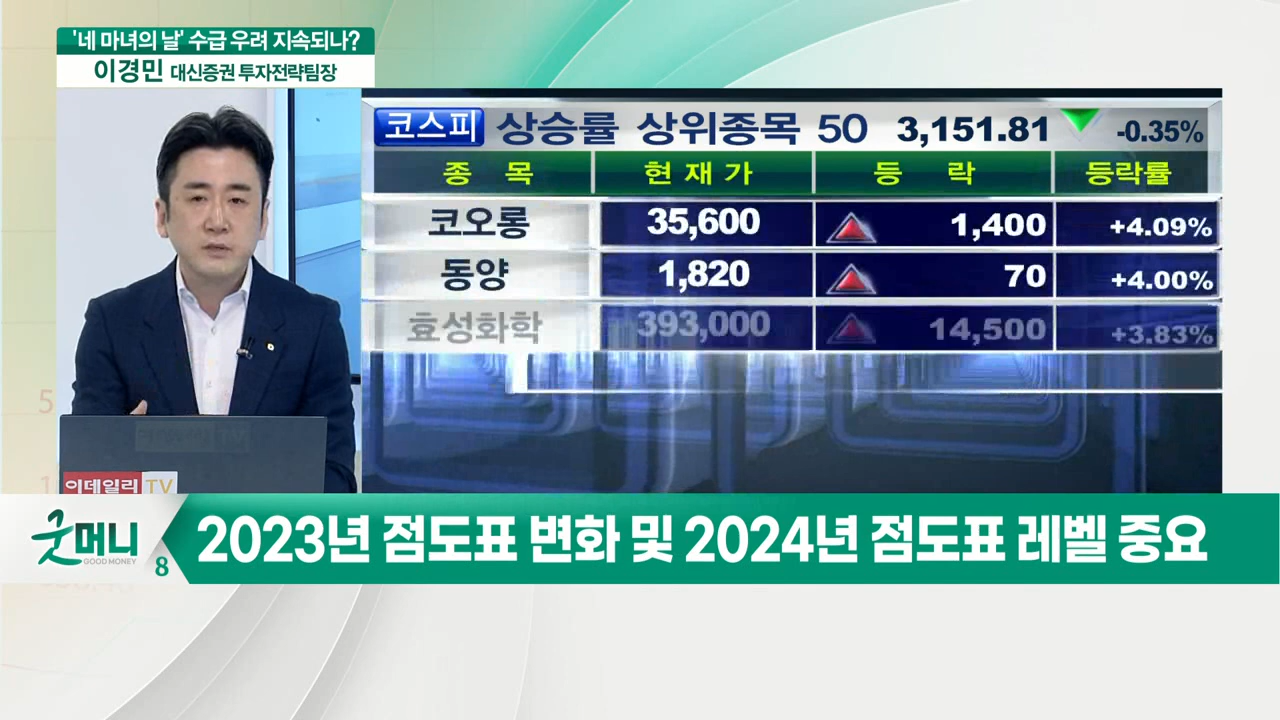 '네 마녀의 날' 수급 우려 지속되나?
이경민 대신증권 투자전략팀장
코스피 상승률 상위종목 50 3,151.81 -0.35%
종 목 현 재 가 등 락 등락률
코오롱 35,600 1,400 +4.09%
동양 1,820 70 +4.00%
효성화학 393,000 14,500 +3.83%
이데일리 TV
굿머니
GOOD MONEY
8
2023년 점도표 변화 및 2024년 점도표 레벨 중요